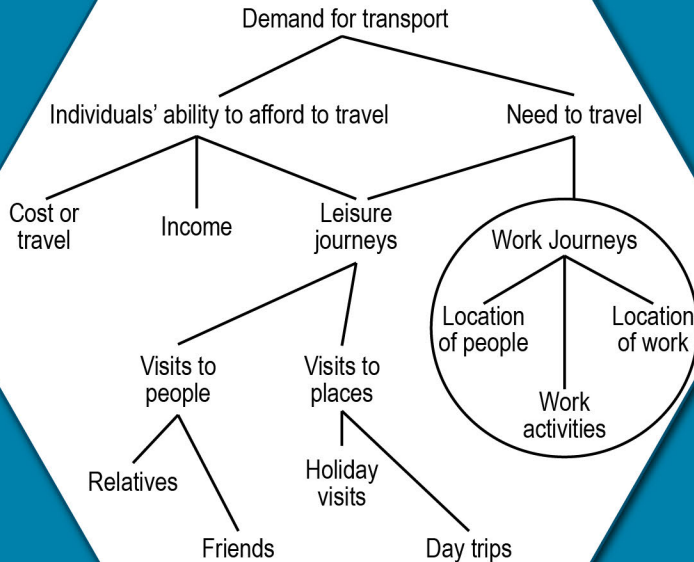 Demand for transport
Individuals' ability to afford to travel
Need to travel
Cost or
travel
Income
Leisure
journeys
Work Journeys
Location
of people
Location
of work
Work
activities
Visits to
people
Visits to
places
Relatives
Holiday
visits
Friends
Day trips